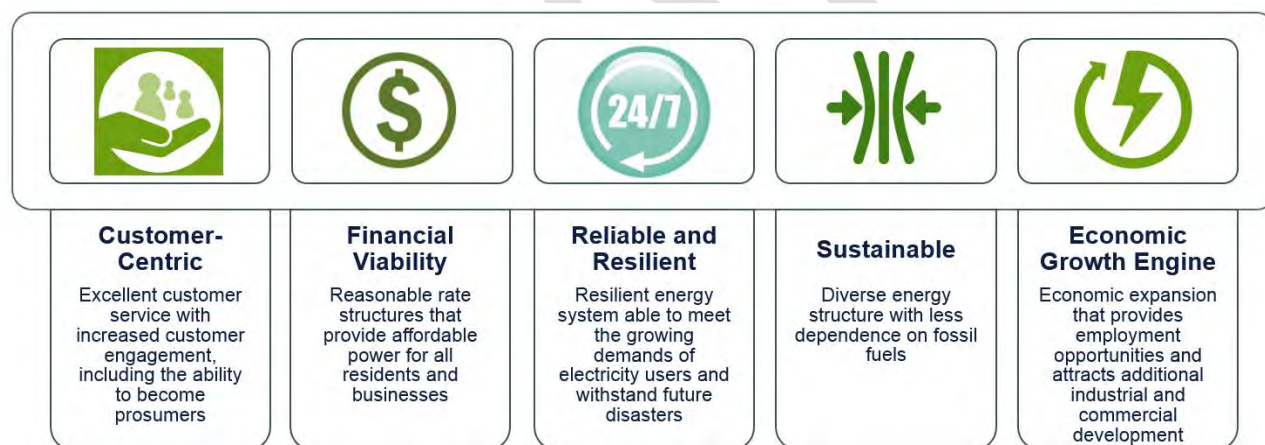 24/7
Customer-
Centric
Excellent customer
service with
increased customer
engagement,
including the ability
to become
prosumers
Financial
Viability
Reasonable rate
structures that
provide affordable
power for all
residents and
businesses
Reliable and
Resilient
Resilient energy
system able to meet
the growing
demands of
electricity users and
withstand future
disasters
Sustainable
Diverse energy
structure with less
dependence on fossil
fuels
Economic
Growth Engine
Economic expansion
that provides
employment
opportunities and
attracts additional
industrial and
commercial
development